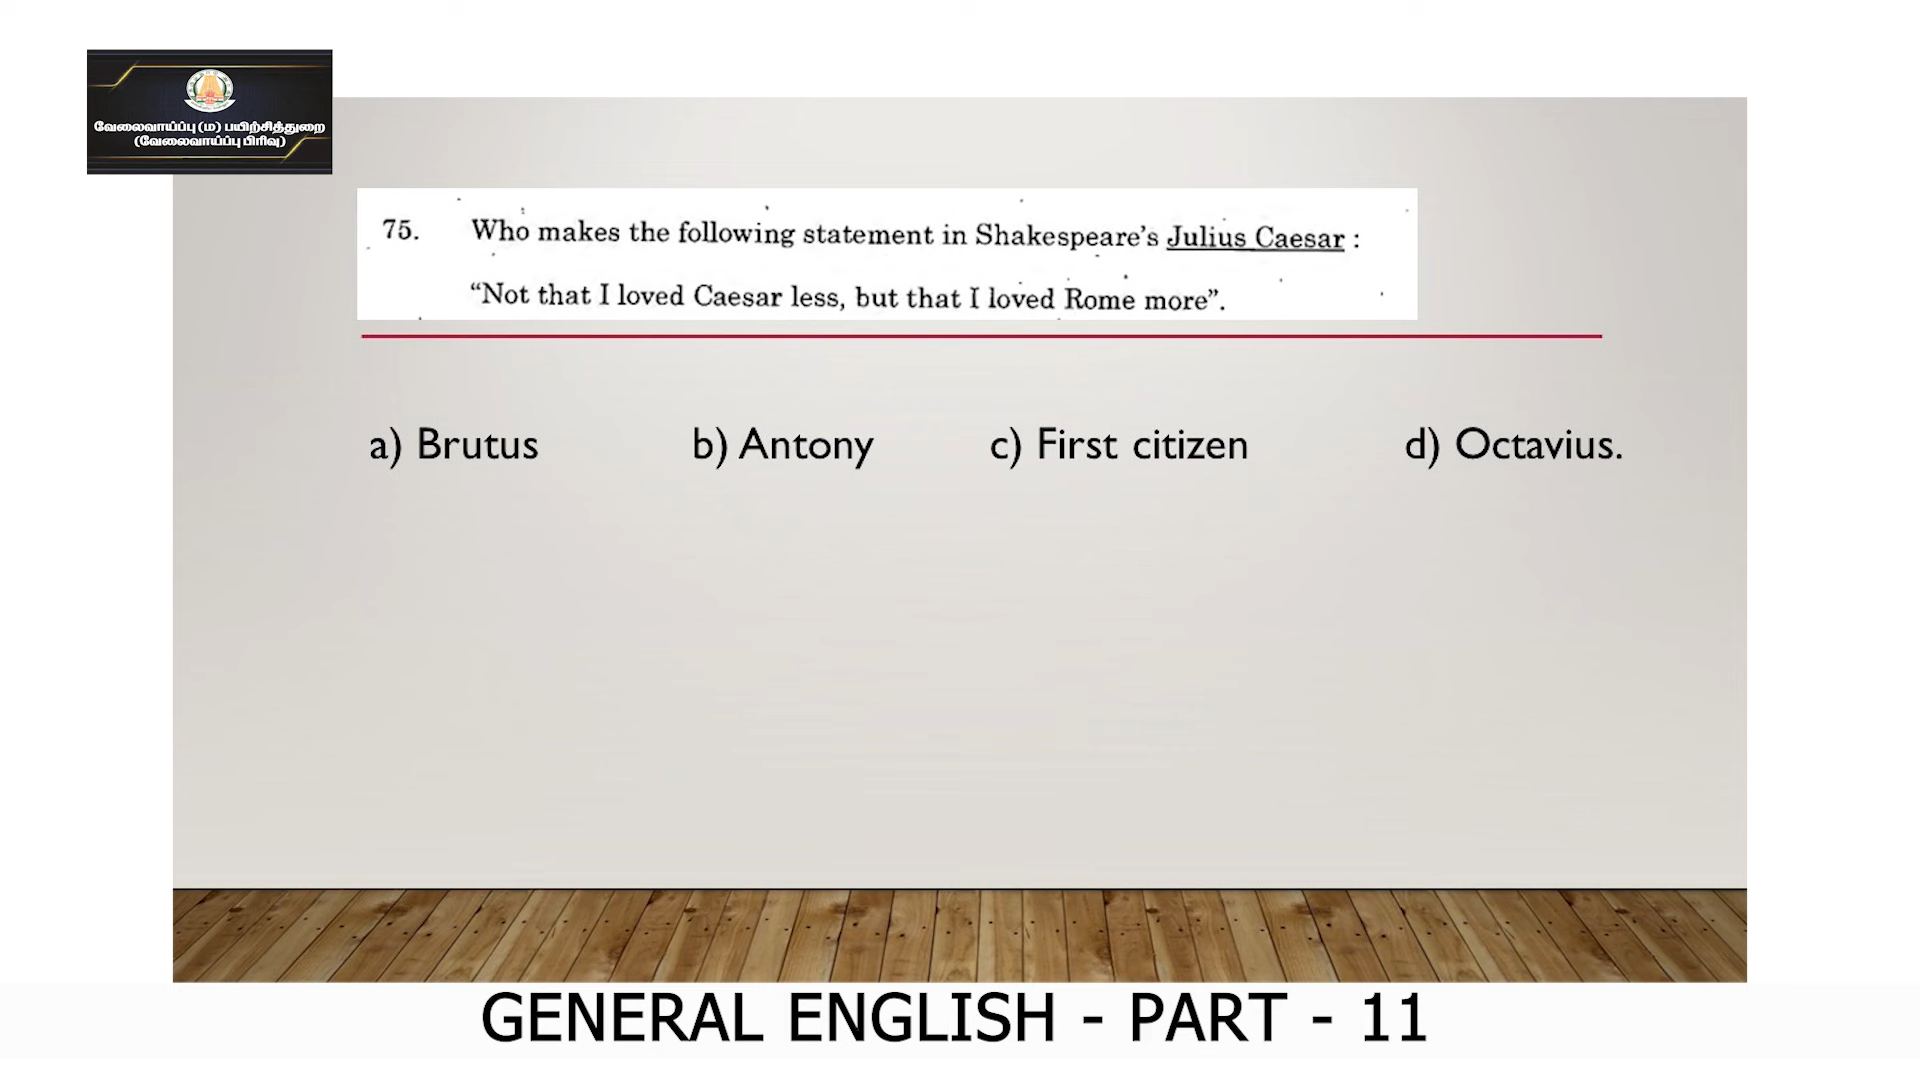 வேலைவாய்ப்பு (ம) பயிற்சித்துறை
(வேலைவாய்ப்பு பிரிவு)
75. Who makes the following statement in Shakespeare's Julius Caesar :
“Not that I loved Caesar less, but that I loved Rome more”.
a) Brutus b) Antony c) First citizen d) Octavius.
GENERAL ENGLISH - PART - 11